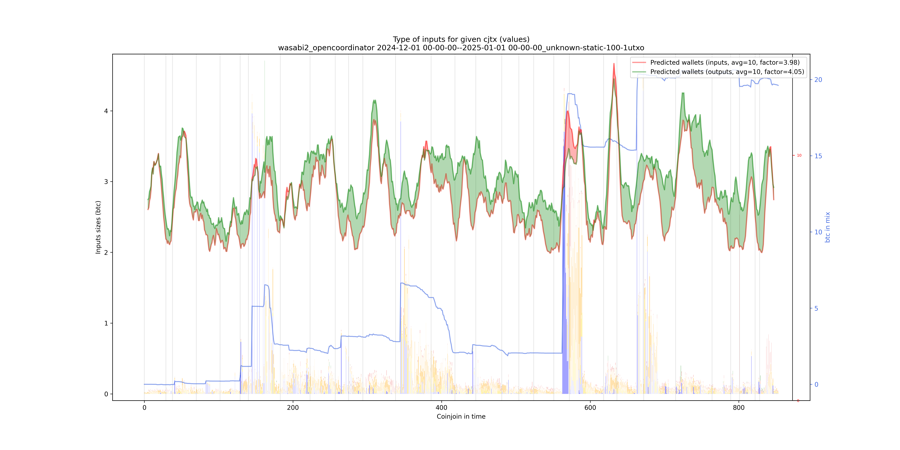 Type of inputs for given cjtx (values)
wasabi2_opencoordinator 2024-12-01 00-00-00--2025-01-01 00-00-00_unknown-static-100-1utxo
Predicted wallets (inputs, avg=10, factor=3.98)
Predicted wallets (outputs, avg=10, factor=4.05)
Inputs sizes (btc)
4
3
2
1
0
20
15
10
5
0
btc in mix
0
200
400
600
800
Coinjoin in time